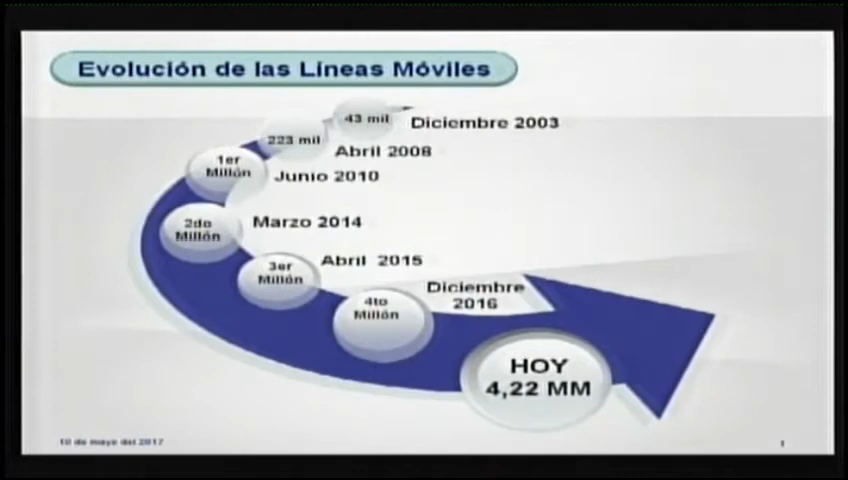 Evolución de las Líneas Móviles
43 mil
Diciembre 2003
223 mil
Abril 2008
1er
Millón
Junio 2010
2do
Millón
Marzo 2014
3er
Millón
Abril 2015
4to
Millón
Diciembre
2016
HOY
4,22 MM
10 de mayo del 2017
1